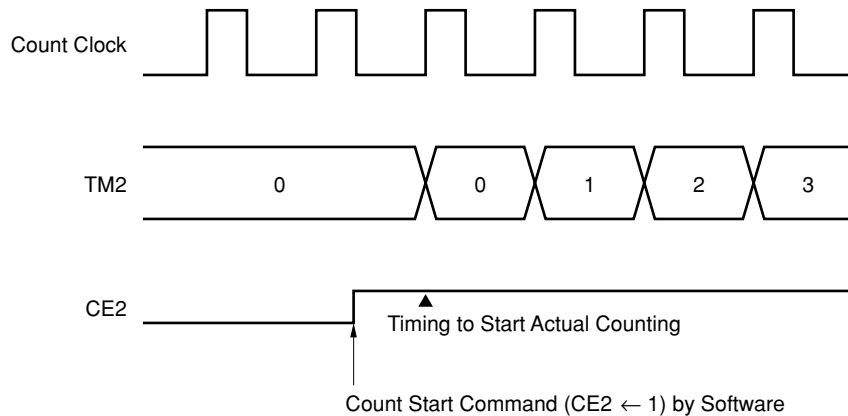 Count Clock
TM2
0
0
1
2
3
CE2
Timing to Start Actual Counting
Count Start Command (CE2 ← 1) by Software